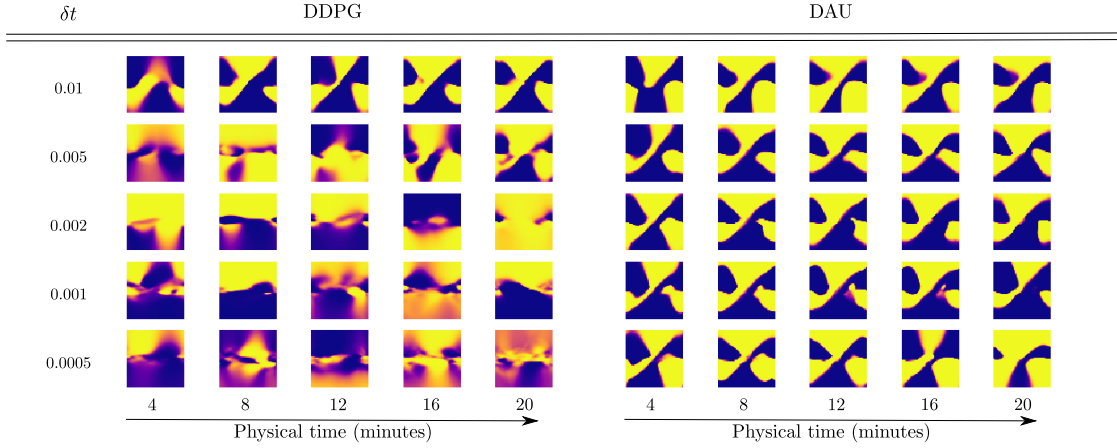 δt DDPG DAU
0.01
0.005
0.002
0.001
0.0005
4 8 12 16 20 4 8 12 16 20
Physical time (minutes) Physical time (minutes)